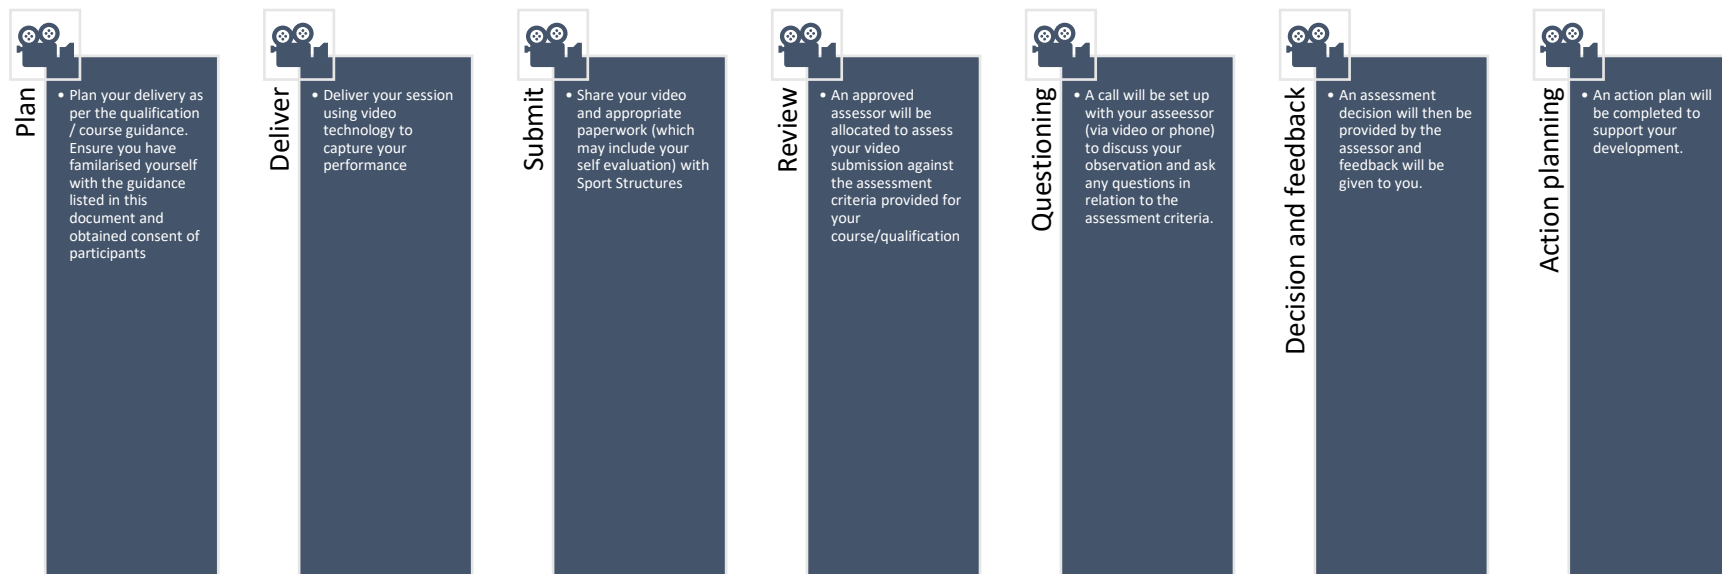 Plan
• Plan your delivery as
per the qualification
/ course guidance.
Ensure you have
familarised yourself
with the guidance
listed in this
document and
obtained consent of
participants
Deliver
• Deliver your session
using video
technology to
capture your
performance
Submit
• Share your video
and appropriate
paperwork (which
may include your
self evaluation) with
Sport Structures
Review
• An approved
assessor will be
allocated to assess
your video
submission against
the assessment
criteria provided for
your
course/qualification
Questioning
• A call will be set up
with your asseessor
(via video or phone)
to discuss your
observation and ask
any questions in
relation to the
assessment criteria.
Decision and feedback
• An assessment
decision will then be
provided by the
assessor and
feedback will be
given to you.
Action planning
• An action plan will
be completed to
support your
development.